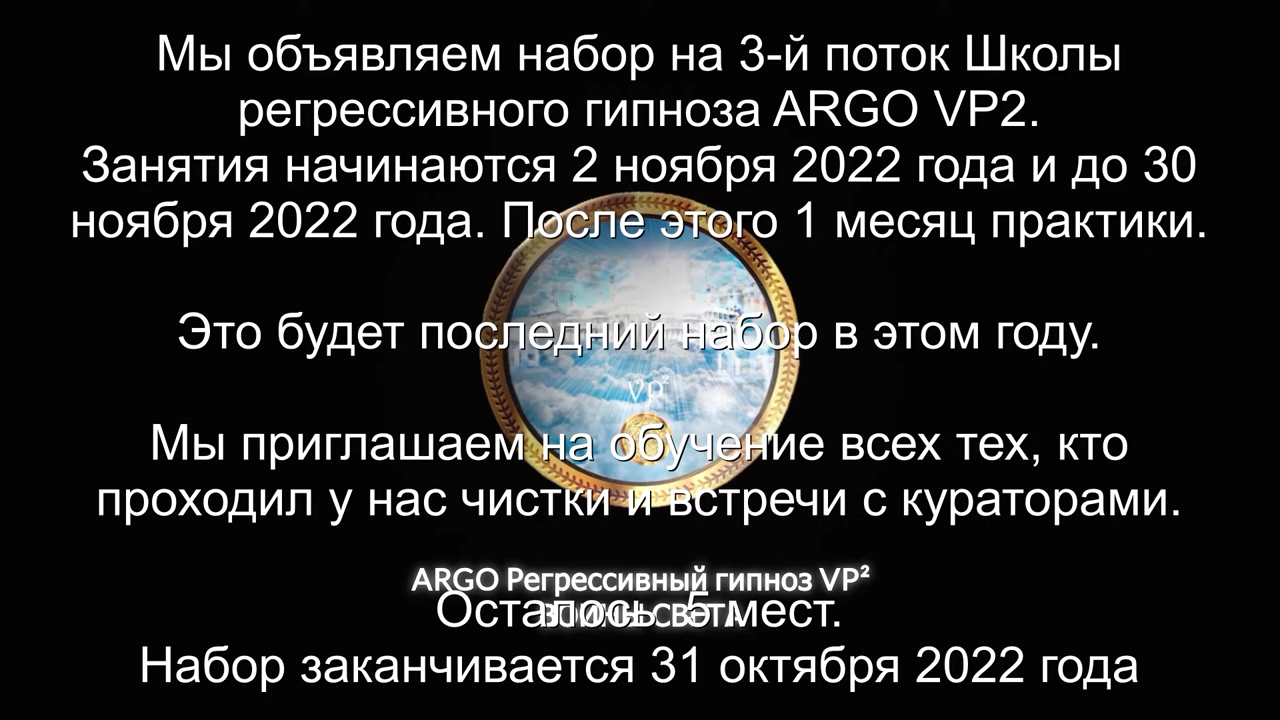 Мы объявляем набор на 3-й поток Школы
регрессивного гипноза ARGO VP2.
Занятия начинаются 2 ноября 2022 года и до 30
ноября 2022 года. После этого 1 месяц практики.
Это будет последний набор в этом году.
vp²
Мы приглашаем на обучение всех тех, кто
проходил у нас чистки и встречи с кураторами.
ARGO Регрессивный гипноз VP²
Осталось 5 мест.
ВОИНЫ СВЕТА
Набор заканчивается 31 октября 2022 года